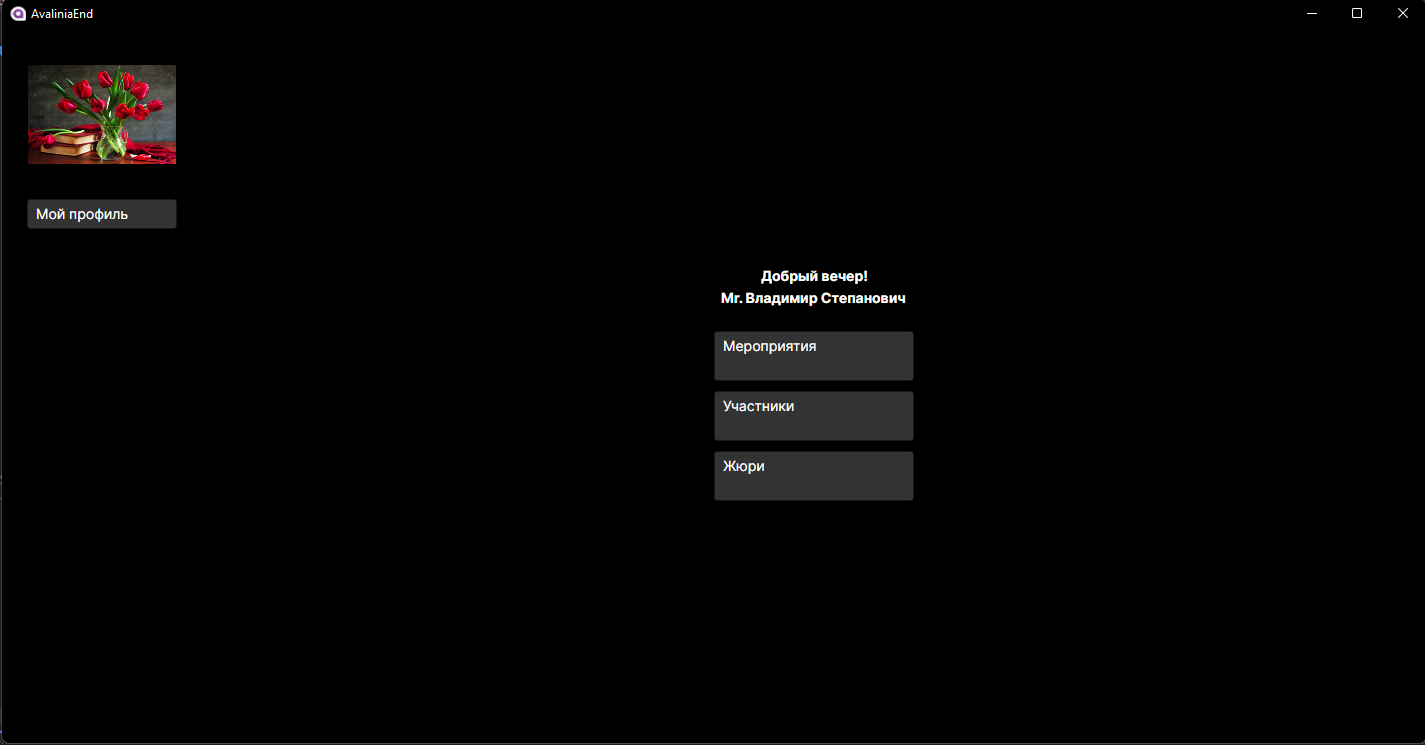 AvaliniaEnd
Мой профиль
Добрый вечер!
Mr. Владимир Степанович
Мероприятия
Участники
Жюри